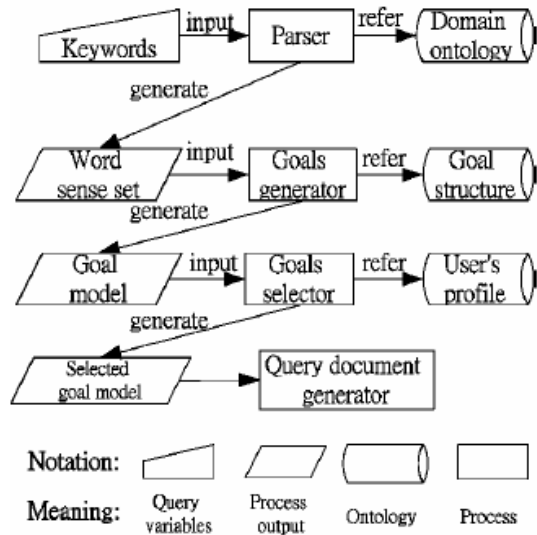 Keywords
input
Parser
refer
Domain
ontology
generate
Word
sense set
input
Goals
generator
refer
Goal
structure
generate
Goal
model
input
Goals
selector
refer
User's
profile
generate
Selected
goal model
Query document
generator
Notation:
Meaning:
Query
variables
Process
output
Ontology
Process